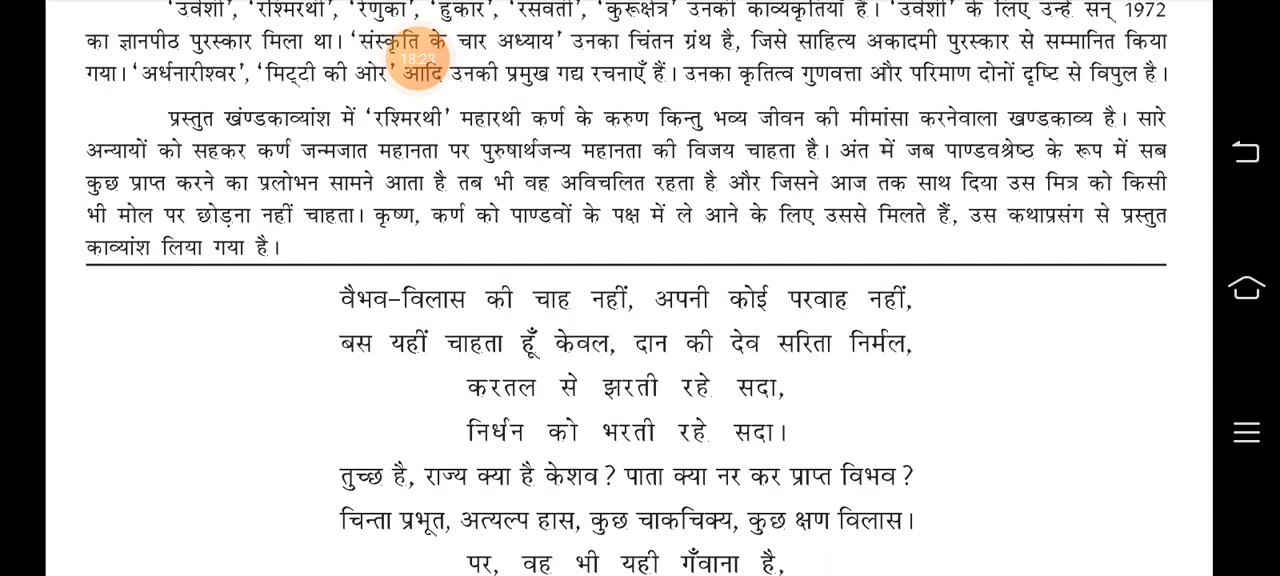 'उर्वशी', 'रश्मिरथी', 'रेणुका', 'हुंकार', 'रसवंती', 'कुरूक्षेत्र' उनकी काव्यकृतियाँ हैं। 'उर्वशी' के लिए उन्हें सन् 1972
का ज्ञानपीठ पुरस्कार मिला था। 'संस्कृति के चार अध्याय' उनका चिंतन ग्रंथ है, जिसे साहित्य अकादमी पुरस्कार से सम्मानित किया
18:23
गया। 'अर्धनारीश्वर', 'मिट्टी की ओर' आदि उनकी प्रमुख गद्य रचनाएँ हैं। उनका कृतित्व गुणवत्ता और परिमाण दोनों दृष्टि से विपुल है।
प्रस्तुत खंण्डकाव्यांश में 'रश्मिरथी' महारथी कर्ण के करुण किन्तु भव्य जीवन की मीमांसा करनेवाला खण्डकाव्य है। सारे
अन्यायों को सहकर कर्ण जन्मजात महानता पर पुरुषार्थजन्य महानता की विजय चाहता है। अंत में जब पाण्डवश्रेष्ठ के रूप में सब
कुछ प्राप्त करने का प्रलोभन सामने आता है तब भी वह अविचलित रहता है और जिसने आज तक साथ दिया उस मित्र को किसी
भी मोल पर छोड़ना नहीं चाहता। कृष्ण, कर्ण को पाण्डवों के पक्ष में ले आने के लिए उससे मिलते हैं, उस कथाप्रसंग से प्रस्तुत
काव्यांश लिया गया है।
वैभव-विलास की चाह नहीं, अपनी कोई परवाह नहीं,
बस यहीं चाहता हूँ केवल, दान की देव सरिता निर्मल,
करतल से झरती रहे सदा,
निर्धन को भरती रहे सदा।
तुच्छ है, राज्य क्या है केशव? पाता क्या नर कर प्राप्त विभव?
चिन्ता प्रभूत, अत्यल्प हास, कुछ चाकचिक्य, कुछ क्षण विलास।
पर, वह भी यही गँवाना है,